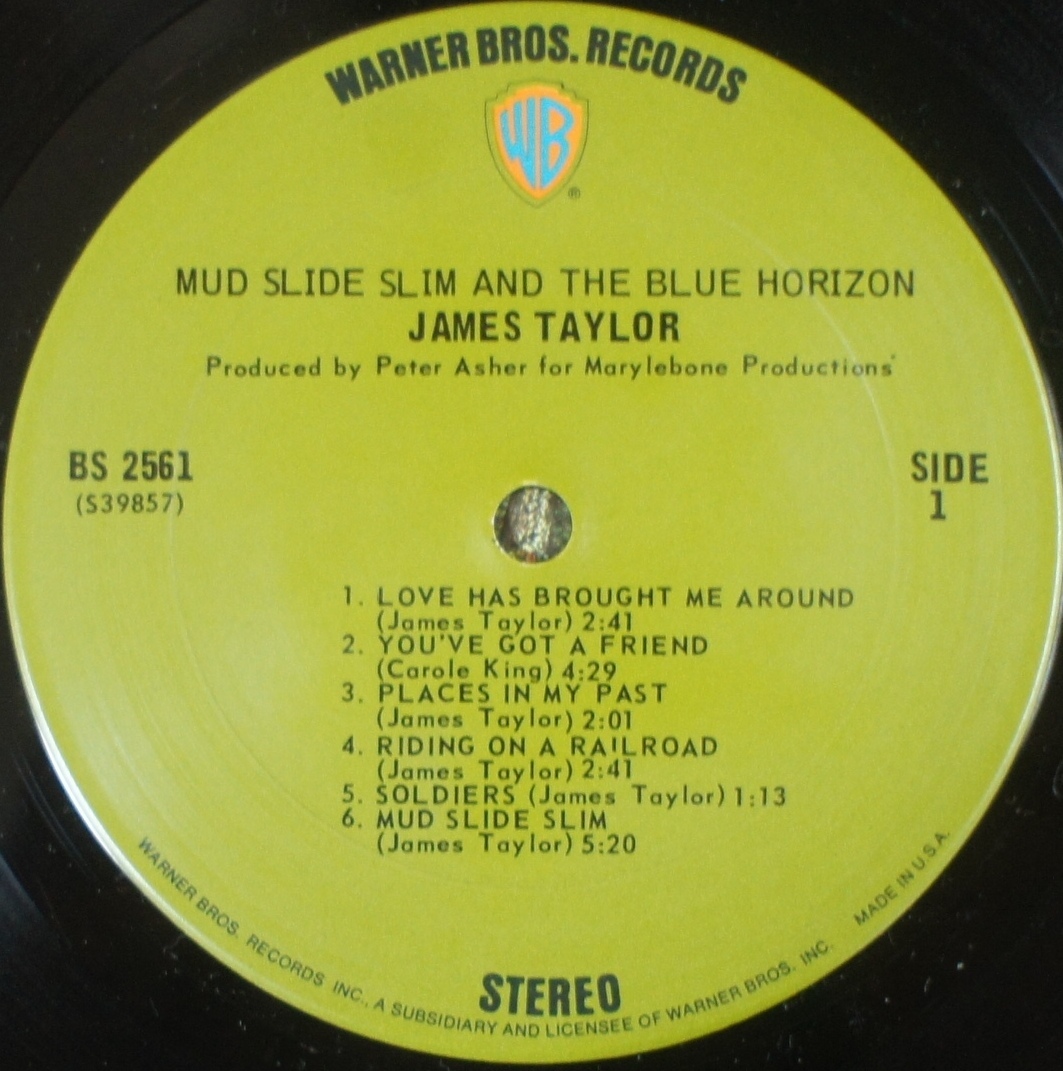 WARNER BROS. RECORDS
WB
®
MUD SLIDE SLIM AND THE BLUE HORIZON
JAMES TAYLOR
Produced by Peter Asher for Marylebone Productions'
BS 2561
(S39857)
SIDE
1
1. LOVE HAS BROUGHT ME AROUND
(James Taylor) 2:41
2. YOU'VE GOT A FRIEND
(Carole King) 4:29
3. PLACES IN MY PAST
(James Taylor) 2:01
4. RIDING ON A RAILROAD
(James Taylor) 2:41
5. SOLDIERS (James Taylor) 1:13
6. MUD SLIDE SLIM
(James Taylor) 5:20
STEREO
WARNER BROS. RECORDS INC., A SUBSIDIARY AND LICENSEE OF WARNER BROS. INC. MADE IN U.S.A.